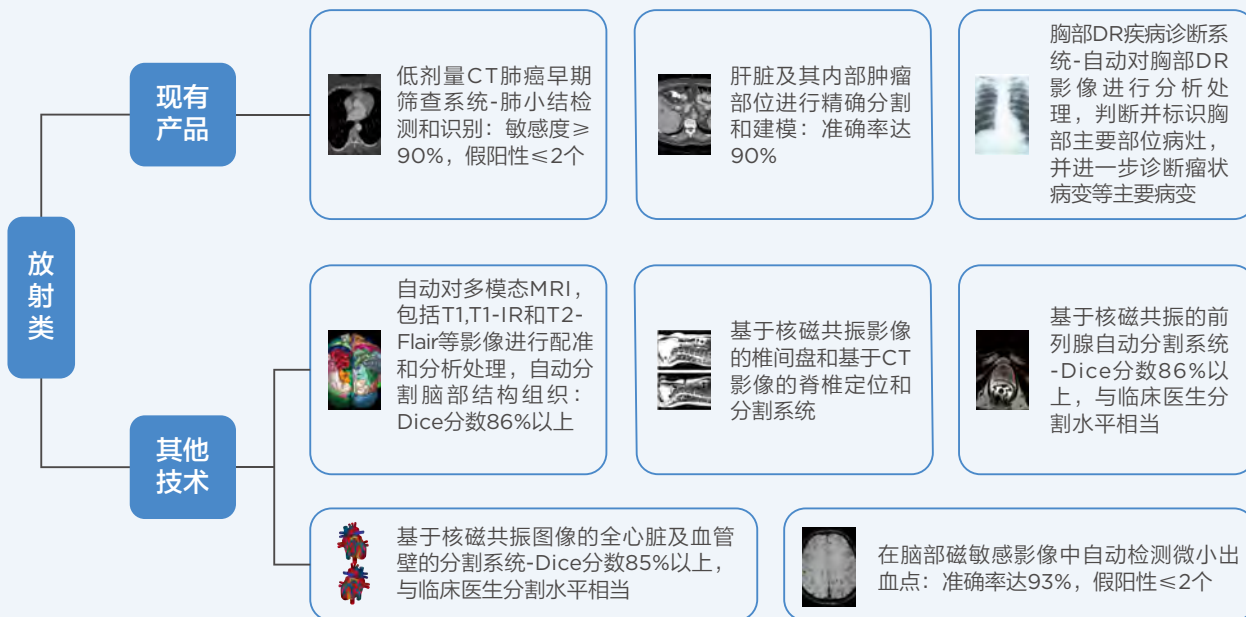 放
射
类
现有
产品
低剂量CT肺癌早期
筛查系统-肺小结检
测和识别：敏感度≥
90%，假阳性≤2个
肝脏及其内部肿瘤
部位进行精确分割
和建模：准确率达
90%
胸部DR疾病诊断系
统-自动对胸部DR
影像进行分析处
理，判断并标识胸
部主要部位病灶，
并进一步诊断瘤状
病变等主要病变
其他
技术
自动对多模态MRI，
包括T1,T1-IR和T2-
Flair等影像进行配准
和分析处理，自动分
割脑部结构组织：
Dice分数86%以上
基于核磁共振影像
的椎间盘和基于CT
影像的脊椎定位和
分割系统
基于核磁共振的前
列腺自动分割系统
-Dice分数86%以
上，与临床医生分
割水平相当
基于核磁共振图像的全心脏及血管
壁的分割系统-Dice分数85%以上，
与临床医生分割水平相当
在脑部磁敏感影像中自动检测微小出
血点：准确率达93%，假阳性≤2个